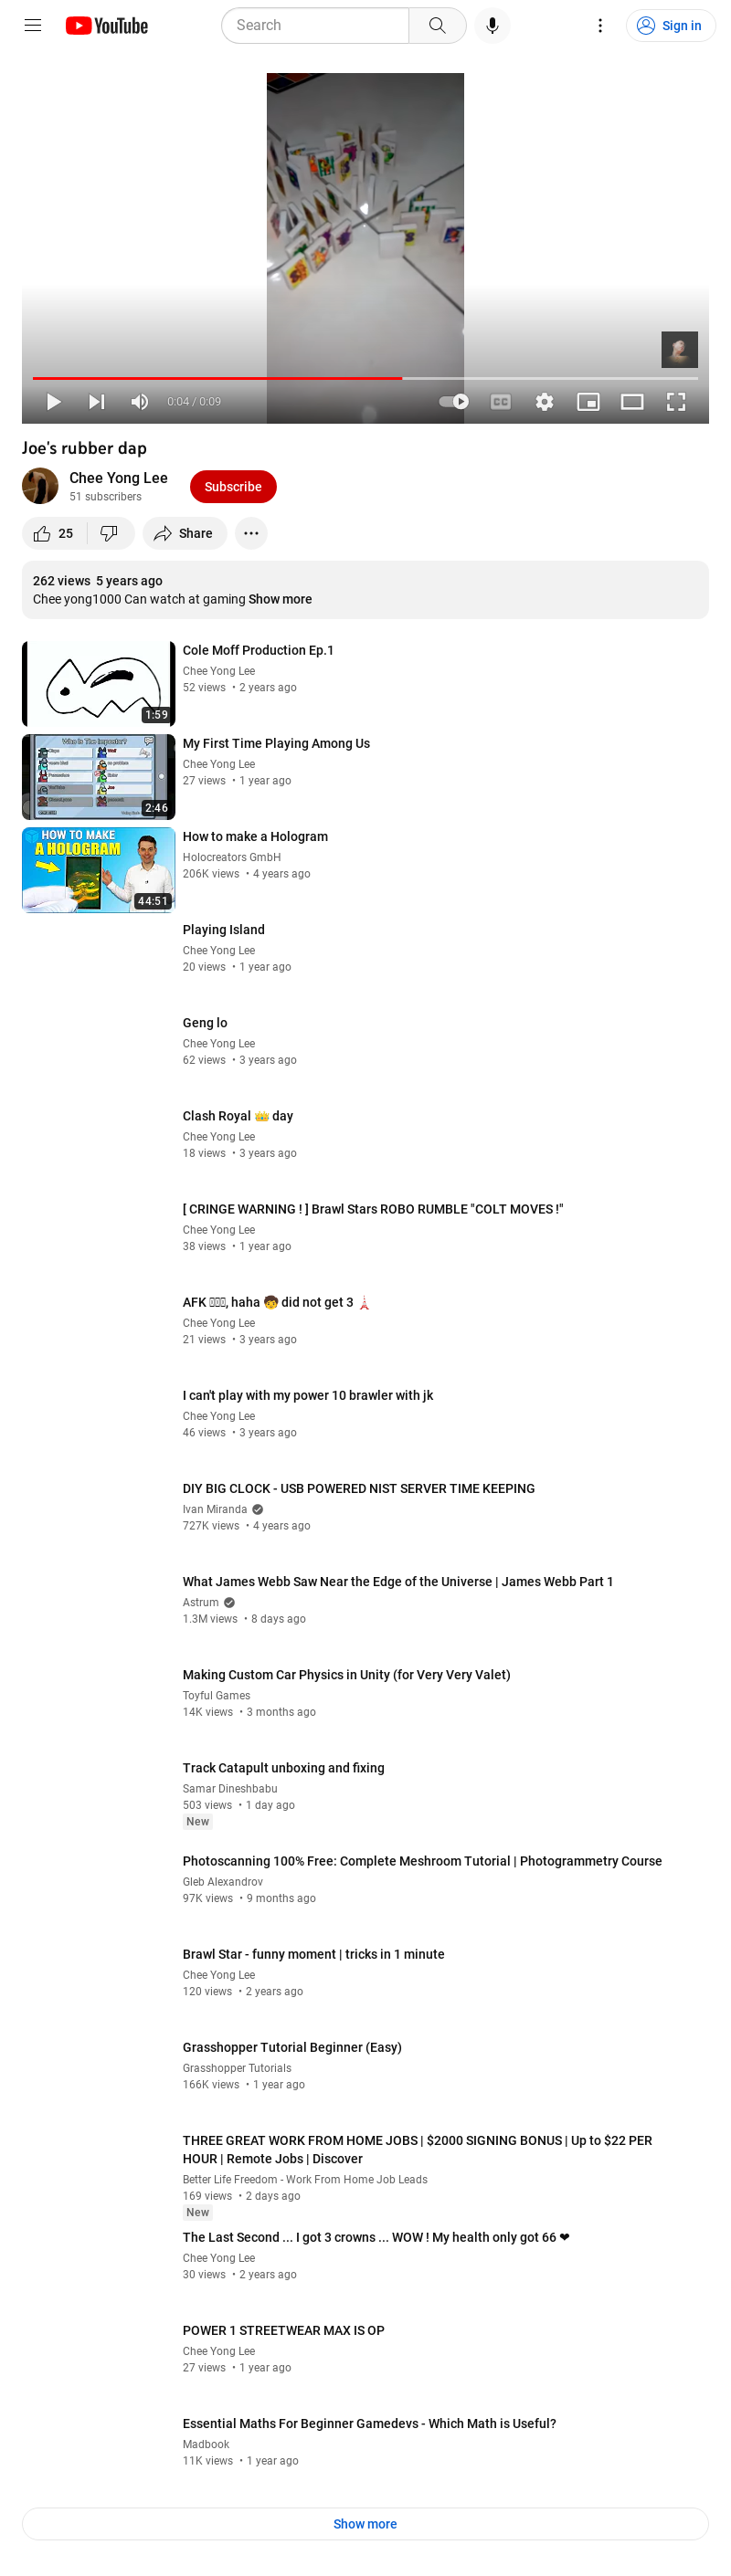 YouTube
Search
Sign in
0:04 / 0:09
CC
Joe's rubber dap
Chee Yong Lee
51 subscribers
Subscribe
25
Share
262 views 5 years ago
Chee yong1000 Can watch at gaming Show more
Cole Moff Production Ep.1
Chee Yong Lee
52 views • 2 years ago
1:59
Who Is The Impostor?
My First Time Playing Among Us
Chee Yong Lee
27 views • 1 year ago
2:46
HOW TO MAKE
A HOLOGRAM
How to make a Hologram
Holocreators GmbH
206K views • 4 years ago
44:51
Playing Island
Chee Yong Lee
20 views • 1 year ago
Geng lo
Chee Yong Lee
62 views • 3 years ago
Clash Royal 👑 day
Chee Yong Lee
18 views • 3 years ago
[ CRINGE WARNING ! ] Brawl Stars ROBO RUMBLE "COLT MOVES !"
Chee Yong Lee
38 views • 1 year ago
AFK , haha 🧒 did not get 3 🗼
Chee Yong Lee
21 views • 3 years ago
I can't play with my power 10 brawler with jk
Chee Yong Lee
46 views • 3 years ago
DIY BIG CLOCK - USB POWERED NIST SERVER TIME KEEPING
Ivan Miranda
727K views • 4 years ago
What James Webb Saw Near the Edge of the Universe | James Webb Part 1
Astrum
1.3M views • 8 days ago
Making Custom Car Physics in Unity (for Very Very Valet)
Toyful Games
14K views • 3 months ago
Track Catapult unboxing and fixing
Samar Dineshbabu
503 views • 1 day ago
New
Photoscanning 100% Free: Complete Meshroom Tutorial | Photogrammetry Course
Gleb Alexandrov
97K views • 9 months ago
Brawl Star - funny moment | tricks in 1 minute
Chee Yong Lee
120 views • 2 years ago
Grasshopper Tutorial Beginner (Easy)
Grasshopper Tutorials
166K views • 1 year ago
THREE GREAT WORK FROM HOME JOBS | $2000 SIGNING BONUS | Up to $22 PER
HOUR | Remote Jobs | Discover
Better Life Freedom - Work From Home Job Leads
169 views • 2 days ago
New
The Last Second ... I got 3 crowns ... WOW ! My health only got 66 ❤
Chee Yong Lee
30 views • 2 years ago
POWER 1 STREETWEAR MAX IS OP
Chee Yong Lee
27 views • 1 year ago
Essential Maths For Beginner Gamedevs - Which Math is Useful?
Madbook
11K views • 1 year ago
Show more